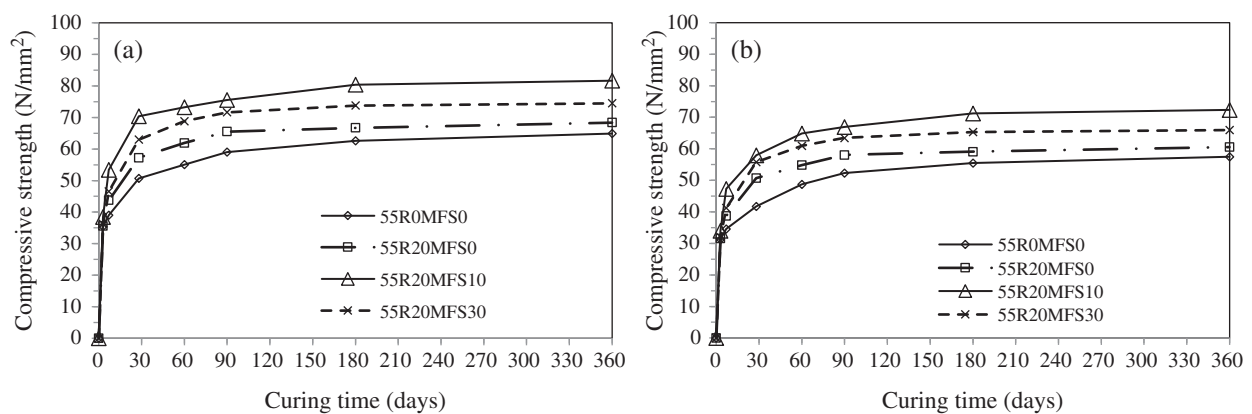 (a)
Compressive strength (N/mm²)
100
90
80
70
60
50
40
30
20
10
0
55R0MFS0
55R20MFS0
55R20MFS10
55R20MFS30
0 30 60 90 120 150 180 210 240 270 300 330 360
Curing time (days)
(b)
Compressive strength (N/mm²)
100
90
80
70
60
50
40
30
20
10
0
55R0MFS0
55R20MFS0
55R20MFS10
55R20MFS30
0 30 60 90 120 150 180 210 240 270 300 330 360
Curing time (days)